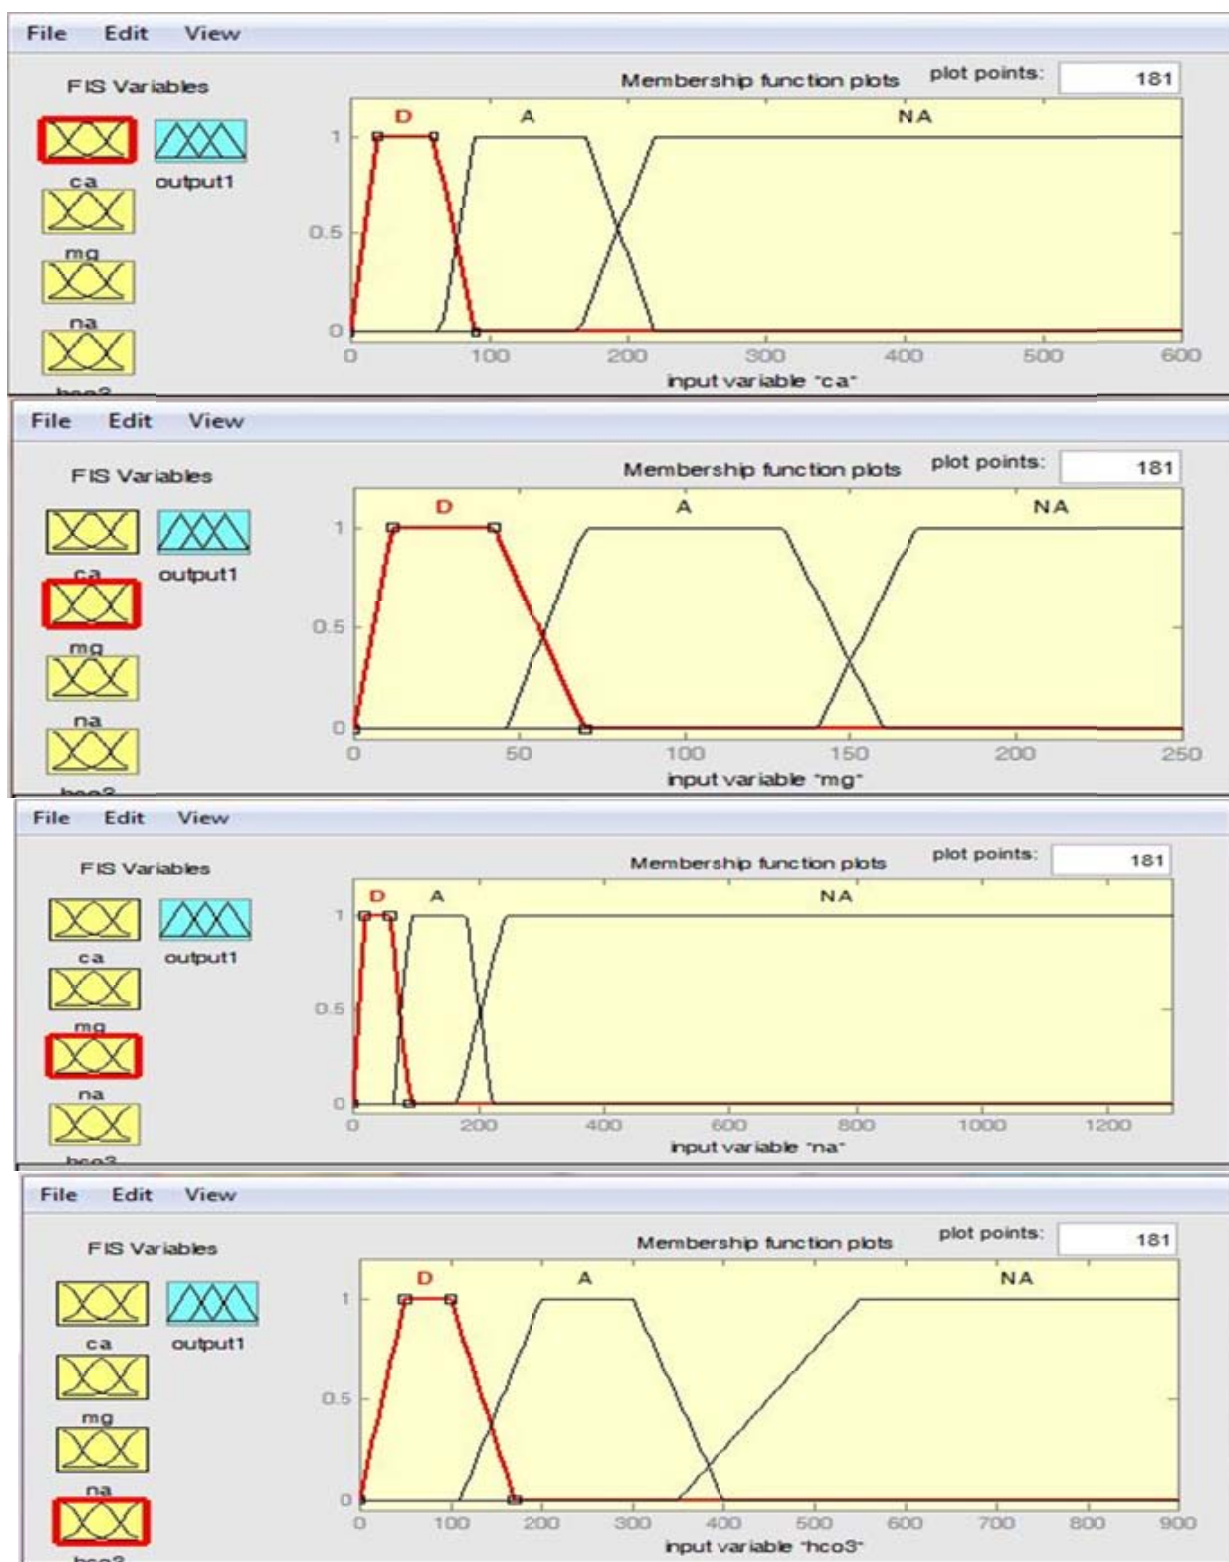 File Edit View
FIS Variables
Membership function plots plot points: 181
D A NA
ca output1
mg
na
hco3
1
0.5
0
0 100 200 300 400 500 600
input variable "ca"
File Edit View
FIS Variables
Membership function plots plot points: 181
D A NA
ca output1
mg
na
hco3
1
0.5
0
0 50 100 150 200 250
input variable "mg"
File Edit View
FIS Variables
Membership function plots plot points: 181
D A NA
ca output1
mg
na
hco3
1
0.5
0
0 200 400 600 800 1000 1200
input variable "na"
File Edit View
FIS Variables
Membership function plots plot points: 181
D A NA
ca output1
mg
na
hco3
1
0.5
0
0 100 200 300 400 500 600 700 800 900
input variable "hco3"